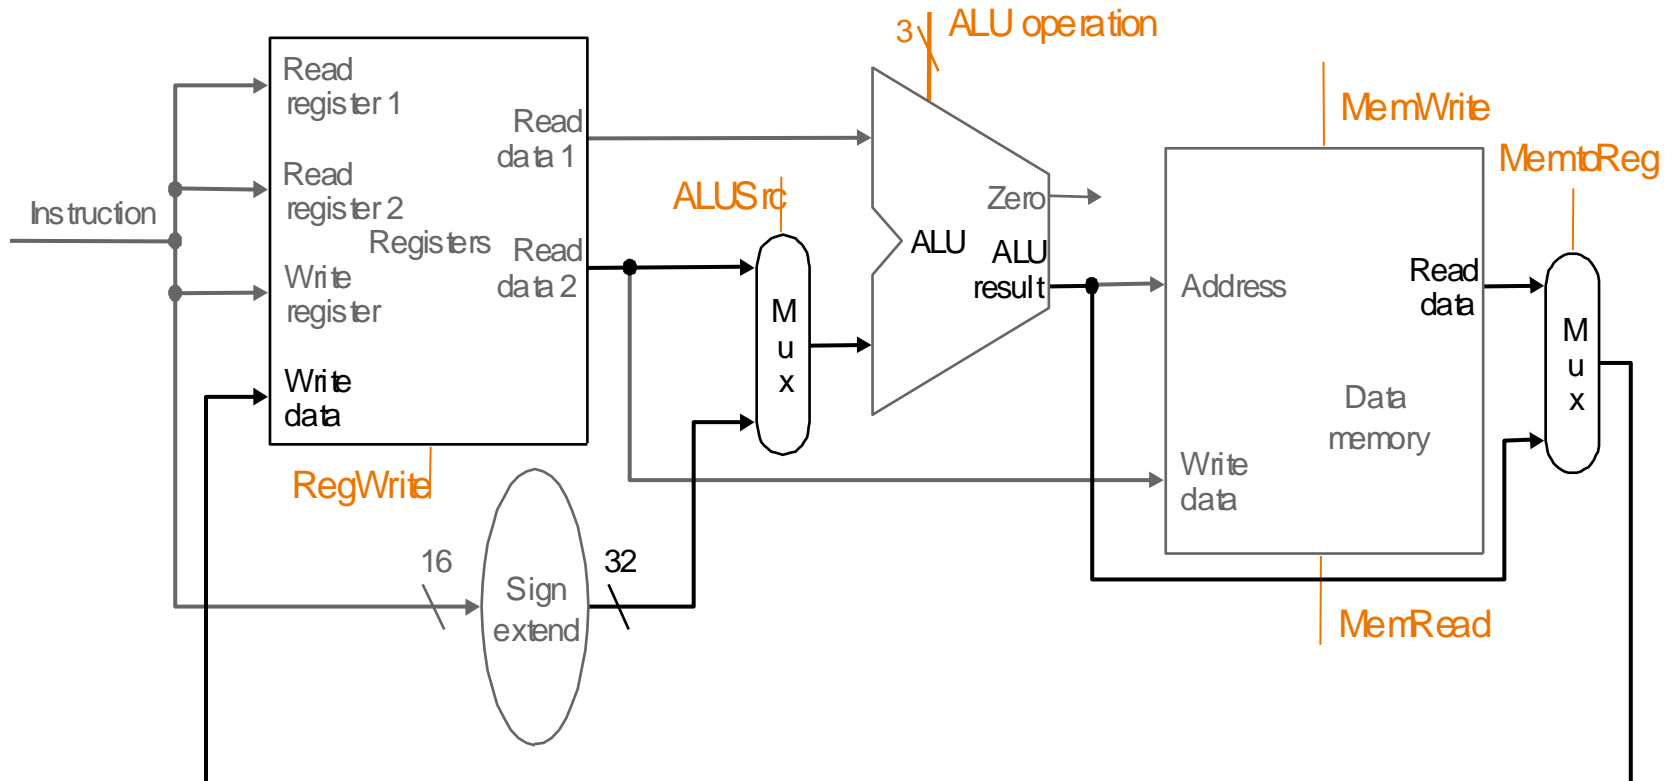 Instruction
Read
register 1
Read
register 2
Registers
Write
register
Write
data
Read
data 1
Read
data 2
RegWrite
16
Sign
extend
32
ALUSrc
M
u
x
3
ALU operation
Zero
ALU
ALU
result
MemWrite
Address
Read
data
Data
memory
Write
data
MemRead
MemtoReg
M
u
x